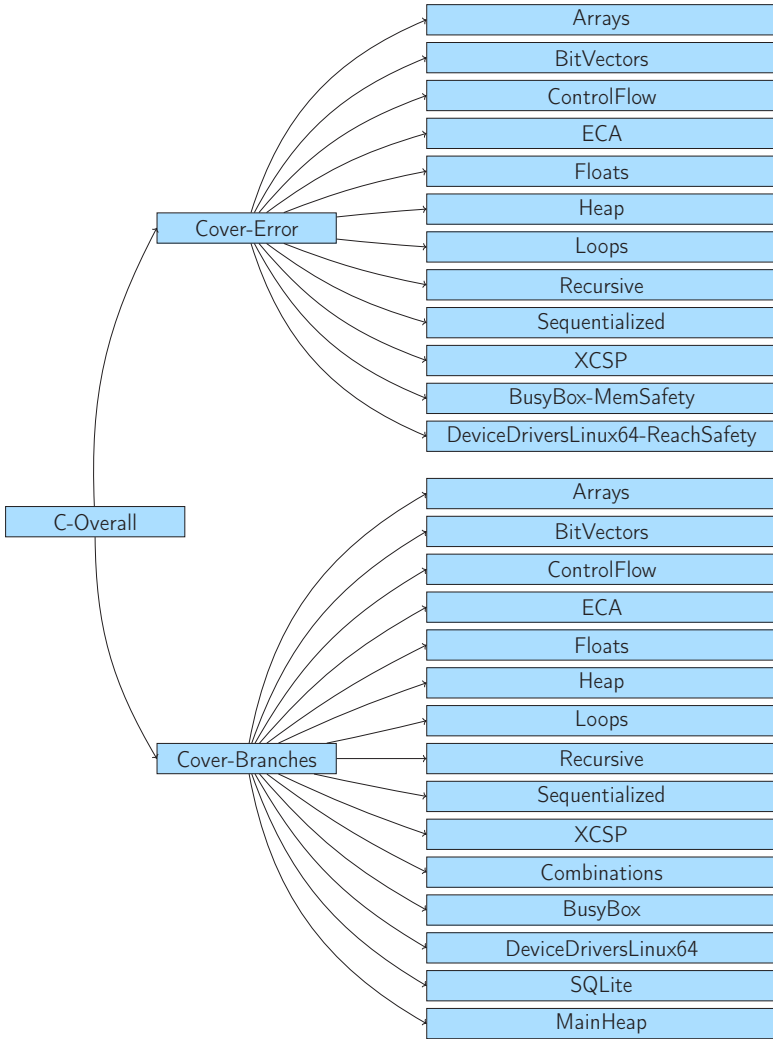 C-Overall
Cover-Error
Arrays
BitVectors
ControlFlow
ECA
Floats
Heap
Loops
Recursive
Sequentialized
XCSP
BusyBox-MemSafety
DeviceDriversLinux64-ReachSafety
Cover-Branches
Arrays
BitVectors
ControlFlow
ECA
Floats
Heap
Loops
Recursive
Sequentialized
XCSP
Combinations
BusyBox
DeviceDriversLinux64
SQLite
MainHeap